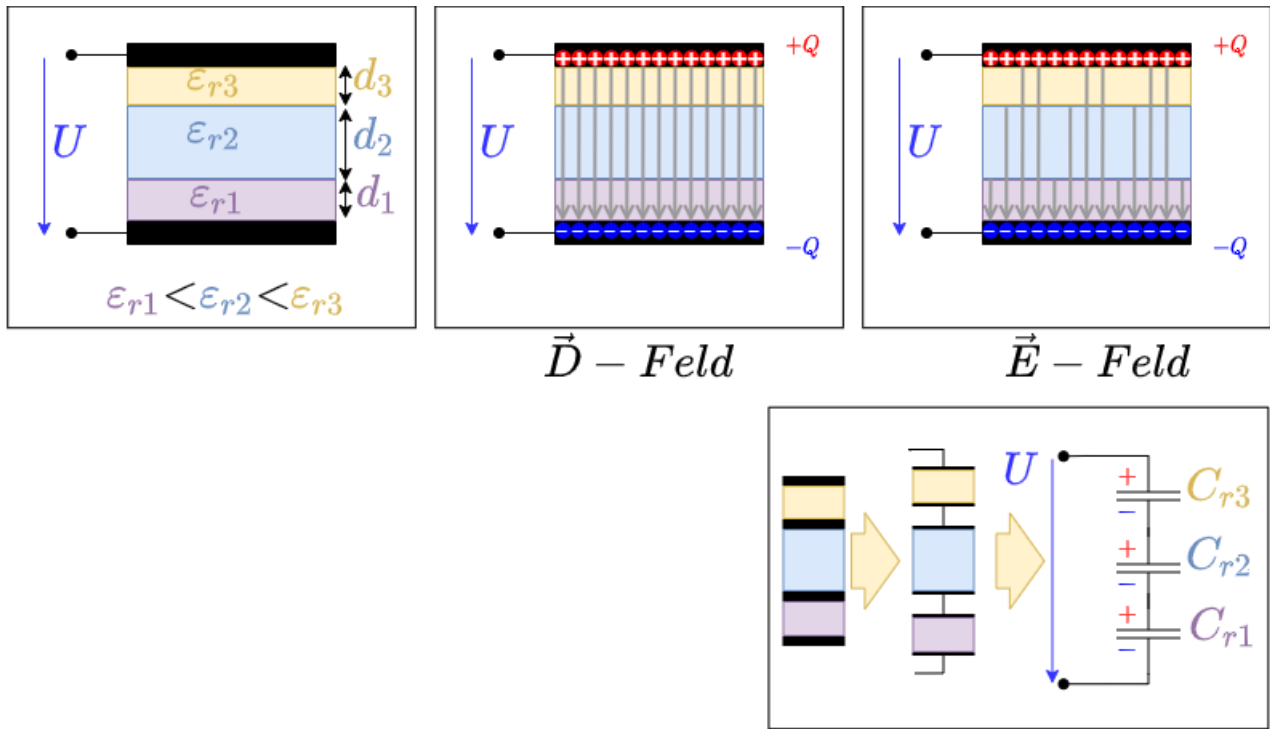 U
εr3
d3
εr2
d2
εr1
d1
εr1<εr2<εr3
U
+Q
−Q
D⃗ − Feld
U
+Q
−Q
E⃗ − Feld
U
+
−
Cr3
+
−
Cr2
+
−
Cr1